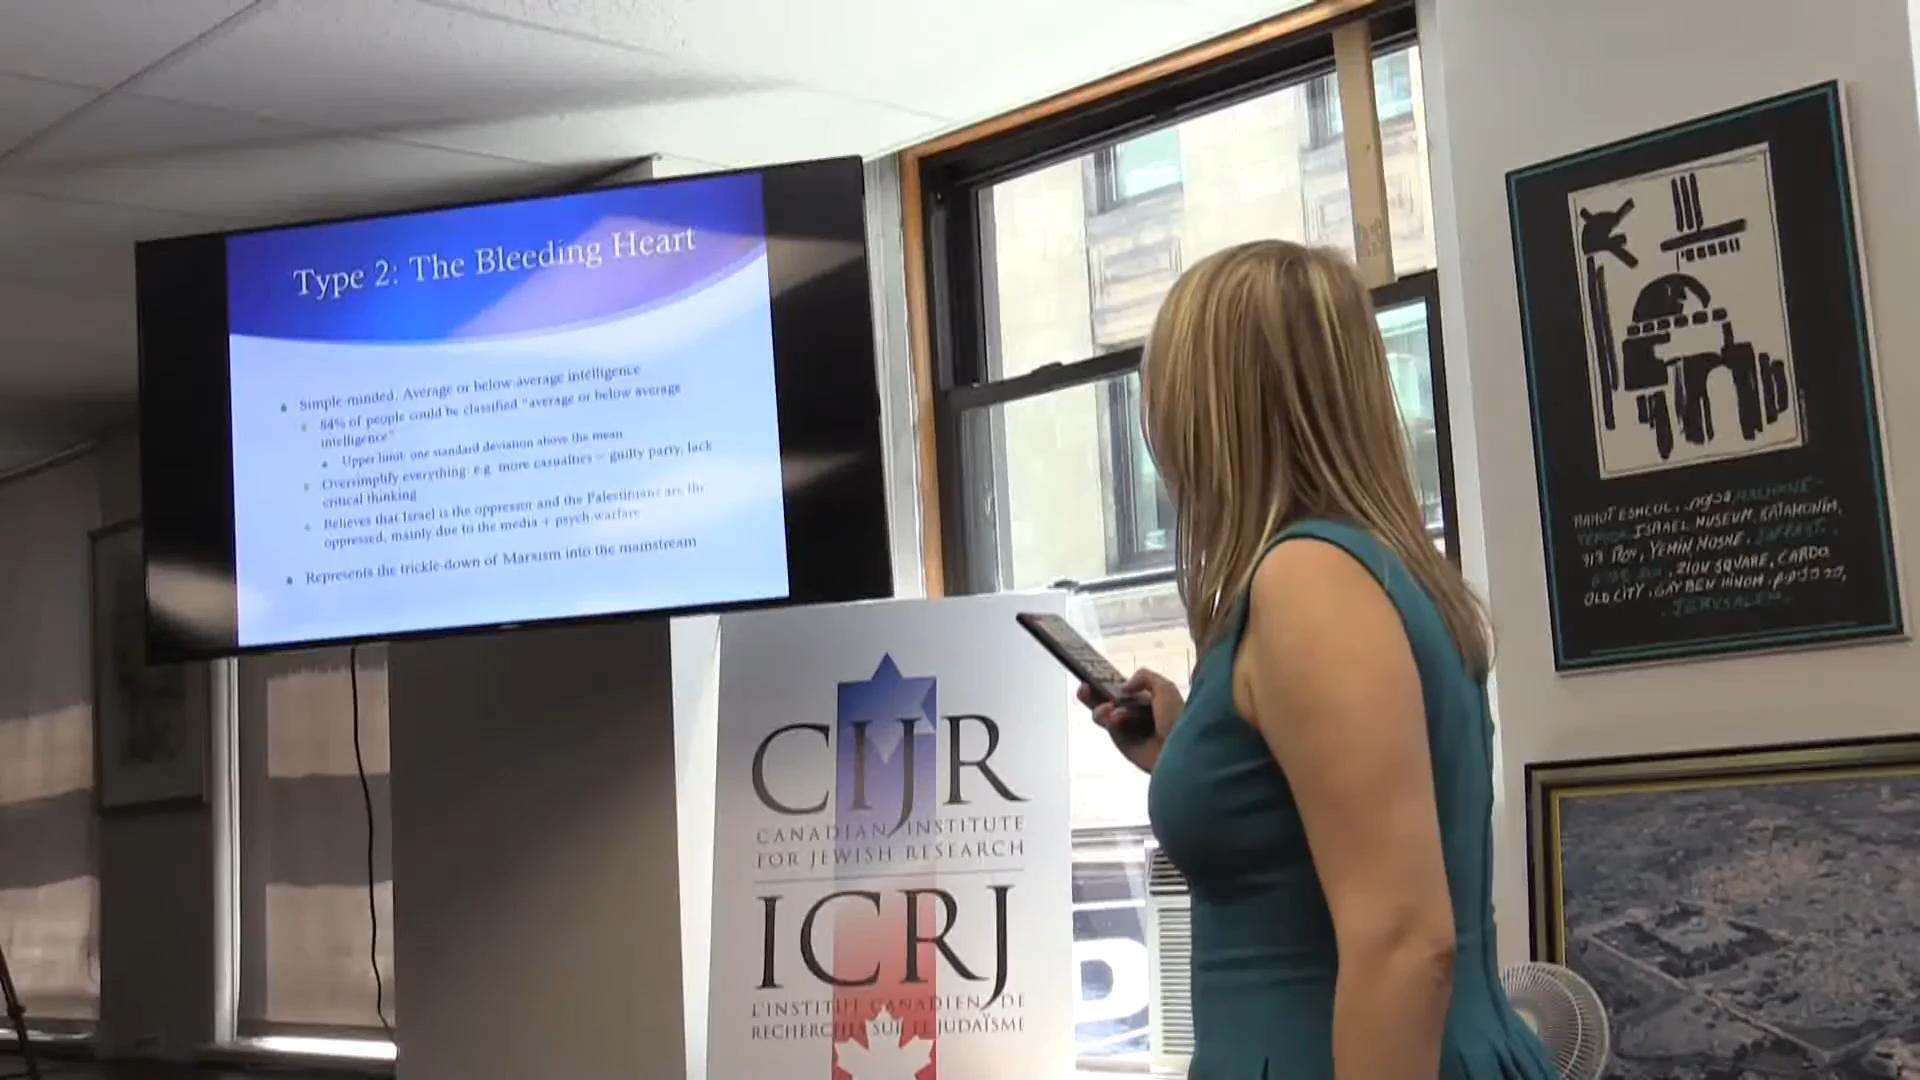 Type 2: The Bleeding Heart
Simple-minded, Average or below-average intelligence
84% of people could be classified "average or below average
intelligence"
Upper limit: one standard deviation above the mean
Oversimplify everything: e.g. more casualties = guilty party, lack
critical thinking
Believes that Israel is the oppressor and the Palestinians are the
oppressed, mainly due to the media + psych-warfare
Represents the trickle-down of Marxism into the mainstream
CIJR
CANADIAN INSTITUTE
FOR JEWISH RESEARCH
ICRJ
L'INSTITUT CANADIEN DE
RECHERCHES SUR LE JUDAÏSME
RAMOT ESHCOL, MACHANE-
ISRAEL MUSEUM, KATAMONIM,
YEMIN MOSHE,
ZION SQUARE, CARDO
OLD CITY, GAY BEN HINOM,
JERUSALEM